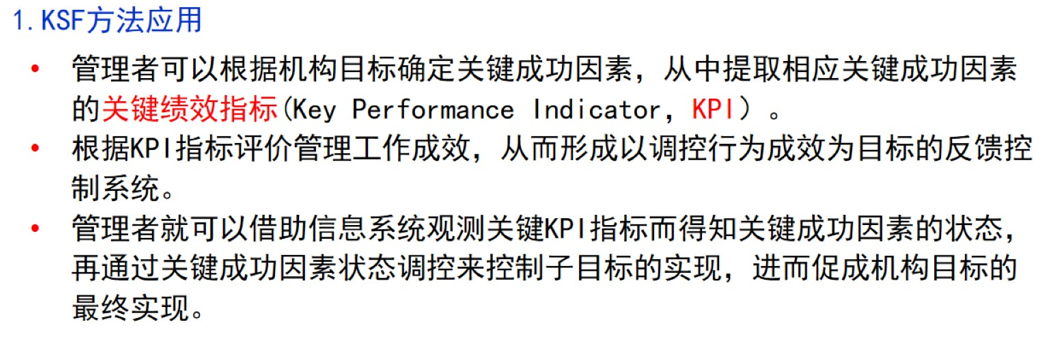 1.KSF方法应用
• 管理者可以根据机构目标确定关键成功因素，从中提取相应关键成功因素
的关键绩效指标(Key Performance Indicator，KPI）。
• 根据KPI指标评价管理工作成效，从而形成以调控行为成效为目标的反馈控
制系统。
• 管理者就可以借助信息系统观测关键KPI指标而得知关键成功因素的状态，
再通过关键成功因素状态调控来控制子目标的实现，进而促成机构目标的
最终实现。